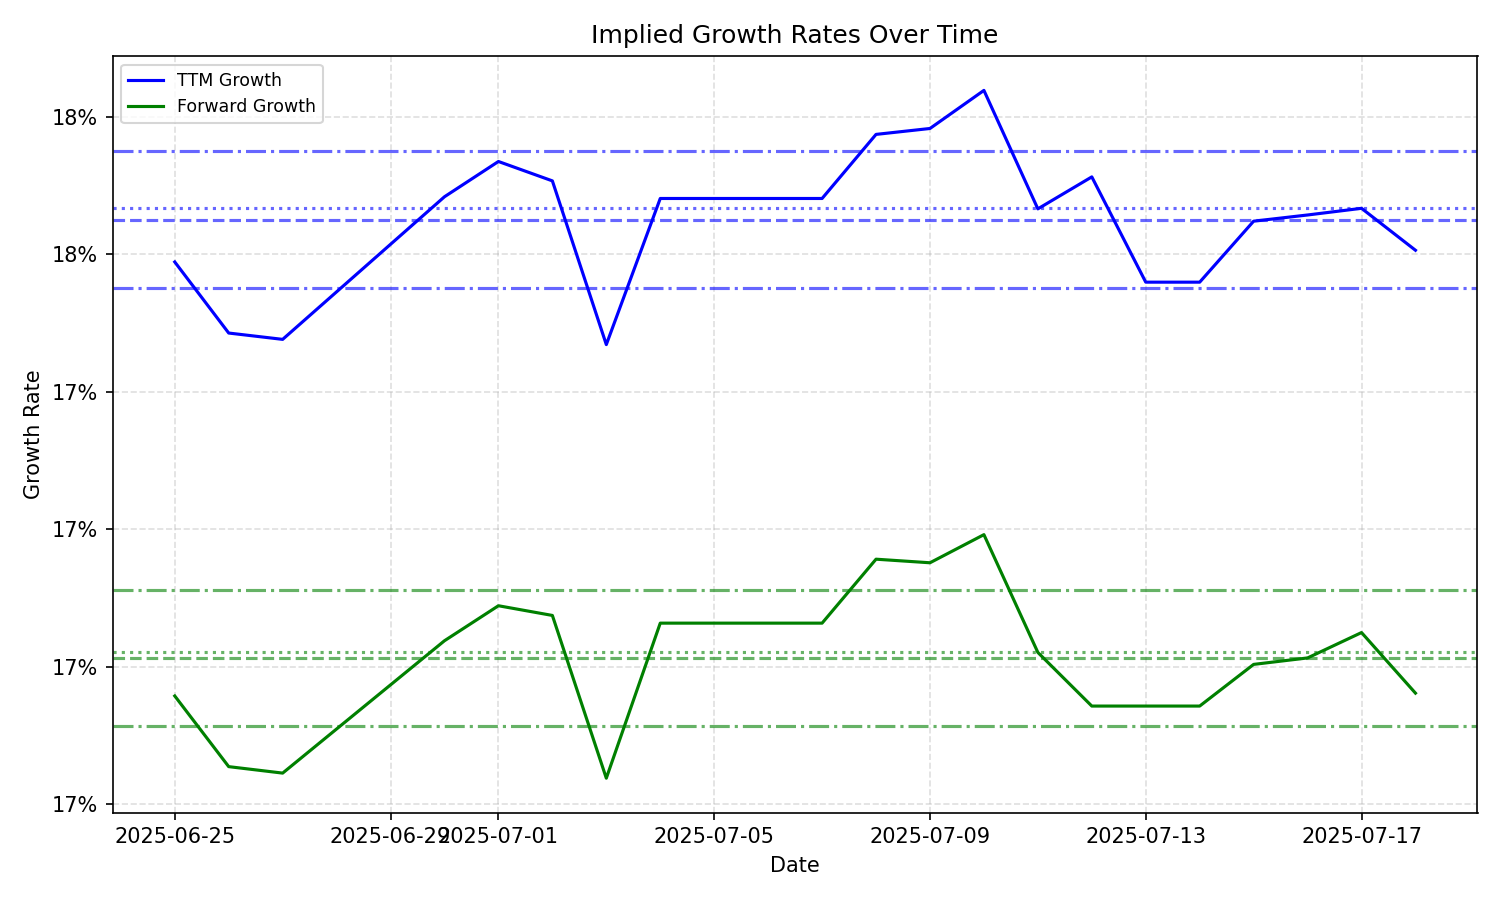 Implied Growth Rates Over Time
TTM Growth
Forward Growth
18%
18%
17%
17%
17%
17%
Growth Rate
2025-06-25
2025-06-29
2025-07-01
2025-07-05
2025-07-09
2025-07-13
2025-07-17
Date